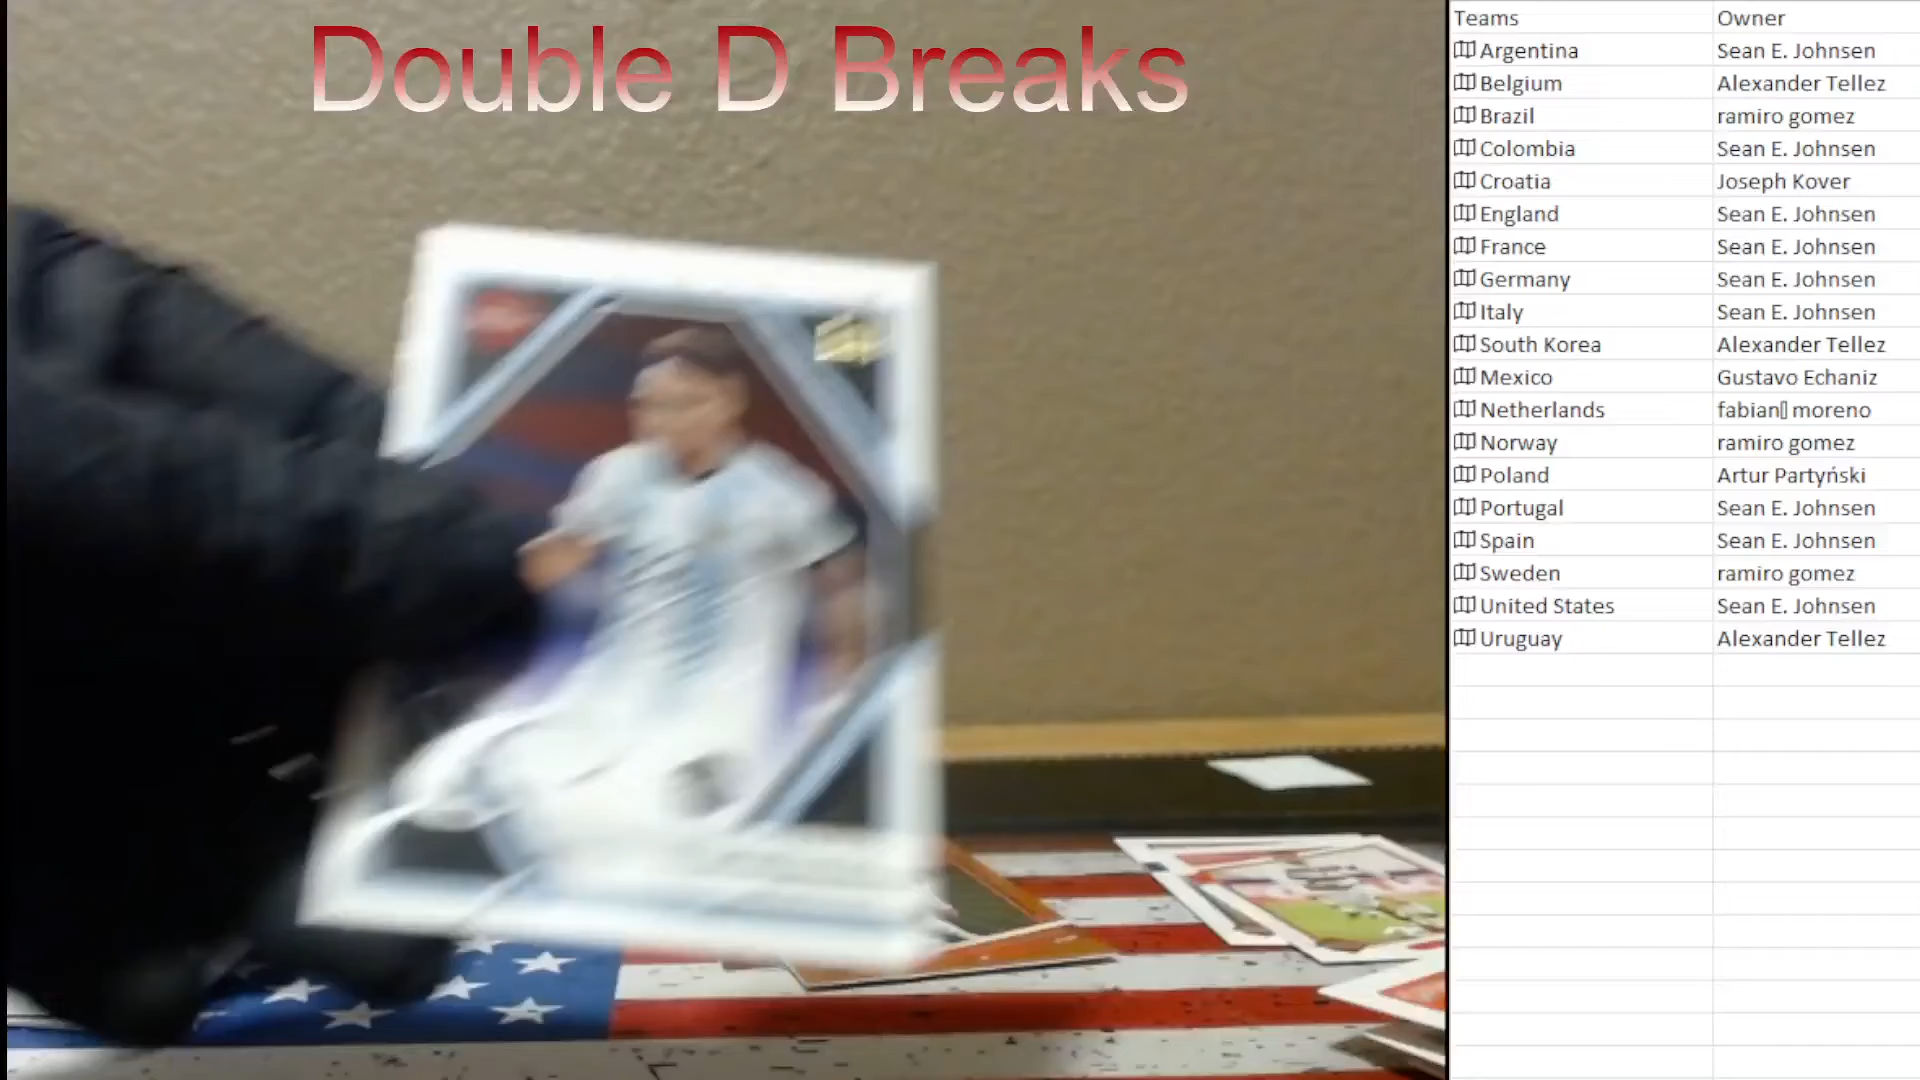 Double D Breaks
Teams Owner
Argentina Sean E. Johnsen
Belgium Alexander Tellez
Brazil ramiro gomez
Colombia Sean E. Johnsen
Croatia Joseph Kover
England Sean E. Johnsen
France Sean E. Johnsen
Germany Sean E. Johnsen
Italy Sean E. Johnsen
South Korea Alexander Tellez
Mexico Gustavo Echaniz
Netherlands fabian moreno
Norway ramiro gomez
Poland Artur Partyński
Portugal Sean E. Johnsen
Spain Sean E. Johnsen
Sweden ramiro gomez
United States Sean E. Johnsen
Uruguay Alexander Tellez